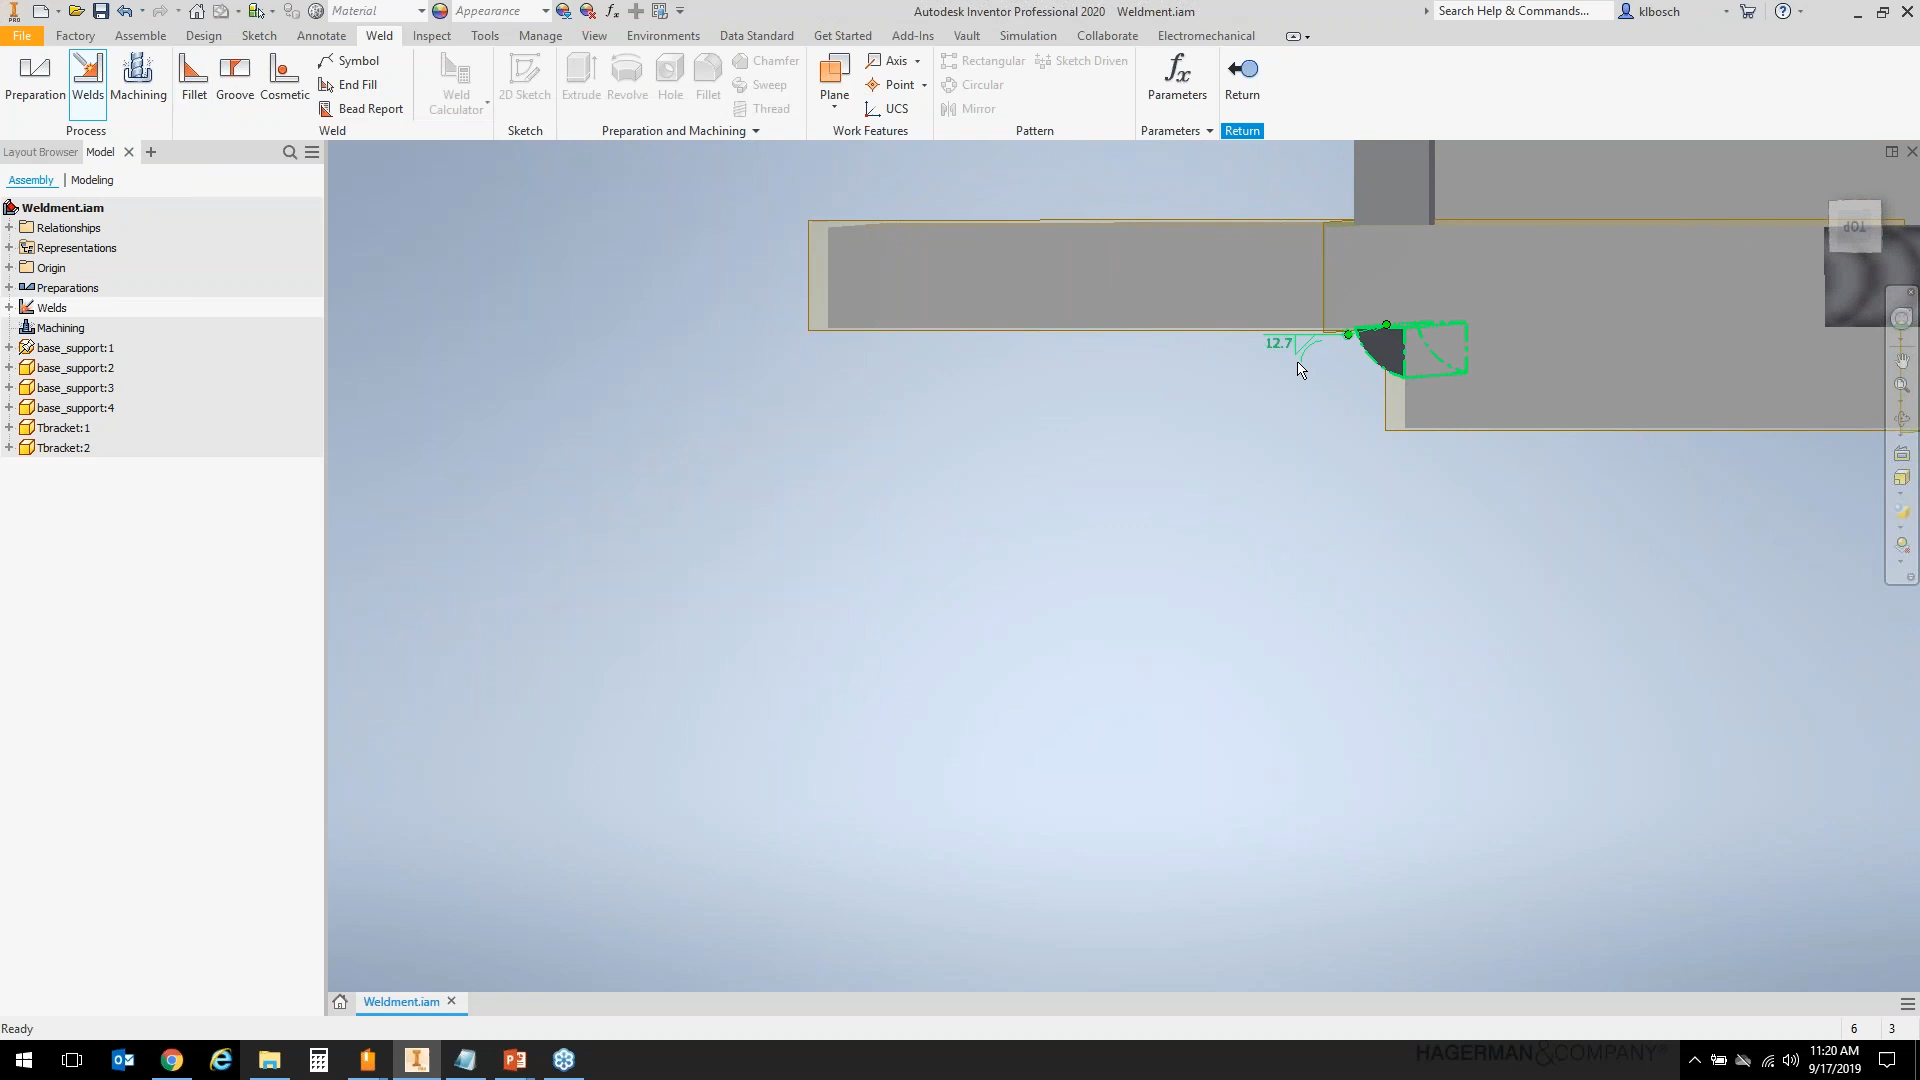 PRO
Material
Appearance
Autodesk Inventor Professional 2020 Weldment.iam
Search Help & Commands...
klbosch
File Factory Assemble Design Sketch Annotate Weld Inspect Tools Manage View Environments Data Standard Get Started Add-Ins Vault Simulation Collaborate Electromechanical
Preparation Welds Machining
Process
Fillet Groove Cosmetic
Symbol
End Fill
Bead Report
Weld Calculator
Weld
2D Sketch
Sketch
Extrude Revolve Hole Fillet
Chamfer
Sweep
Thread
Preparation and Machining
Plane
Axis
Point
UCS
Work Features
Rectangular Sketch Driven
Circular
Mirror
Pattern
Parameters
Parameters
Return
Return
Layout Browser Model
Assembly | Modeling
Weldment.iam
Relationships
Representations
Origin
Preparations
Welds
Machining
base_support:1
base_support:2
base_support:3
base_support:4
Tbracket:1
Tbracket:2
TOP
12.7
Weldment.iam
Ready
6 3
HAGERMAN & COMPANY
11:20 AM
9/17/2019